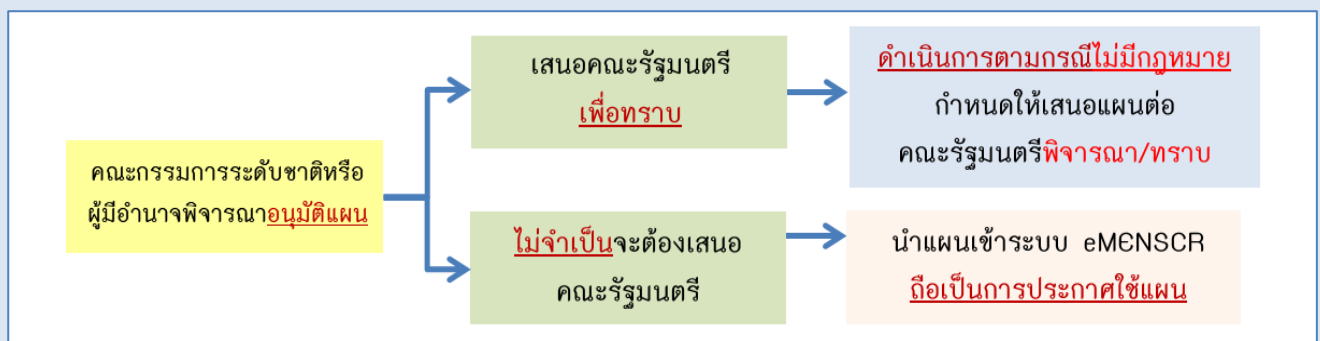 คณะกรรมการระดับชาติหรือ
ผู้มีอำนาจพิจารณาอนุมัติแผน
เสนอคณะรัฐมนตรี
เพื่อทราบ
ดำเนินการตามกรณีไม่มีกฎหมาย
กำหนดให้เสนอแผนต่อ
คณะรัฐมนตรีพิจารณา/ทราบ
ไม่จำเป็นจะต้องเสนอ
คณะรัฐมนตรี
นำแผนเข้าระบบ eMENSCR
ถือเป็นการประกาศใช้แผน